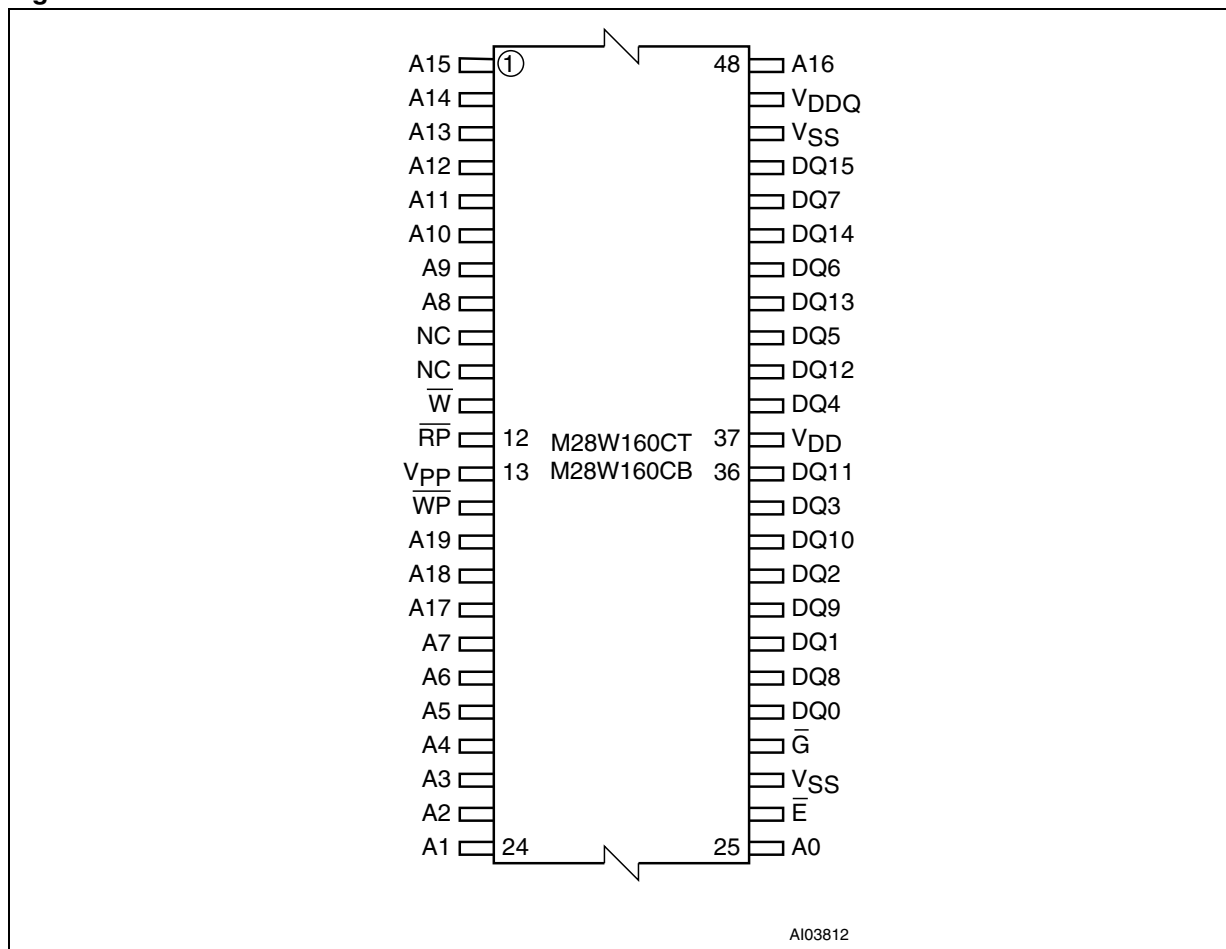 A15 1 48 A16
A14 VDDQ
A13 VSS
A12 DQ15
A11 DQ7
A10 DQ14
A9 DQ6
A8 DQ13
NC DQ5
NC DQ12
W̅ DQ4
R̅P̅ 12 M28W160CT 37 VDD
VPP 13 M28W160CB 36 DQ11
W̅P̅ DQ3
A19 DQ10
A18 DQ2
A17 DQ9
A7 DQ1
A6 DQ8
A5 DQ0
A4 G̅
A3 VSS
A2 E̅
A1 24 25 A0
AI03812